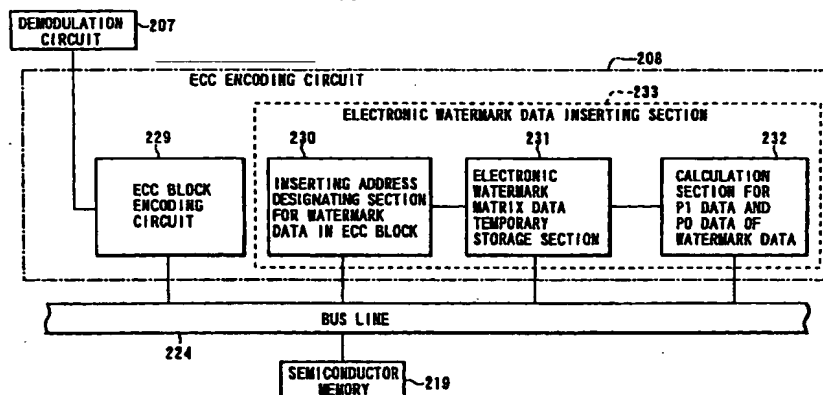 DEMODULATION
CIRCUIT
207
208
ECC ENCODING CIRCUIT
233
ELECTRONIC WATERMARK DATA INSERTING SECTION
229
230
231
232
ECC BLOCK
ENCODING
CIRCUIT
INSERTING ADDRESS
DESIGNATING SECTION
FOR WATERMARK
DATA IN ECC BLOCK
ELECTRONIC
WATERMARK
MATRIX DATA
TEMPORARY
STORAGE SECTION
CALCULATION
SECTION FOR
PI DATA AND
PO DATA OF
WATERMARK DATA
BUS LINE
224
SEMICONDUCTOR
MEMORY
219